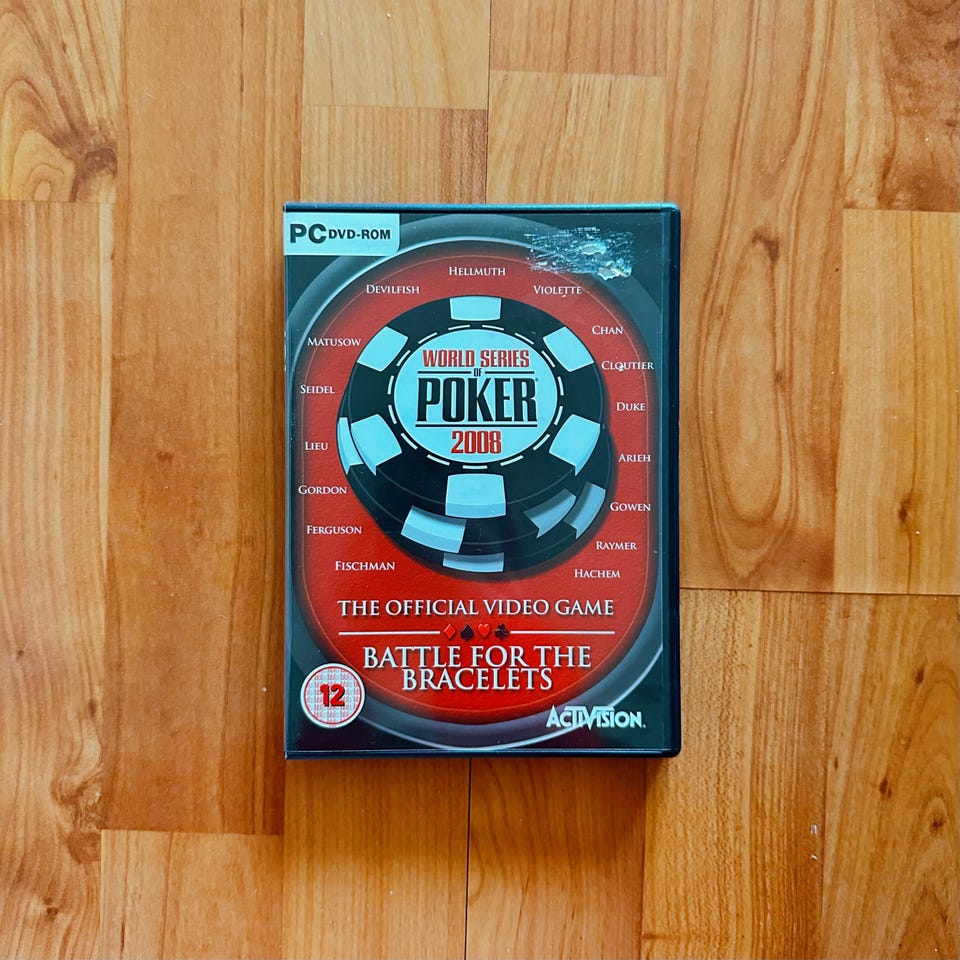 PC DVD-ROM
HELLMUTH
DEVILFISH
VIOLETTE
MATUSOW
CHAN
CLOUTIER
SEIDEL
DUKE
LIEU
ARIEH
GORDON
GOWEN
FERGUSON
RAYMER
FISCHMAN
HACHEM
WORLD SERIES
OF
POKER
2008
THE OFFICIAL VIDEO GAME
BATTLE FOR THE
BRACELETS
12
ACTIVISION.